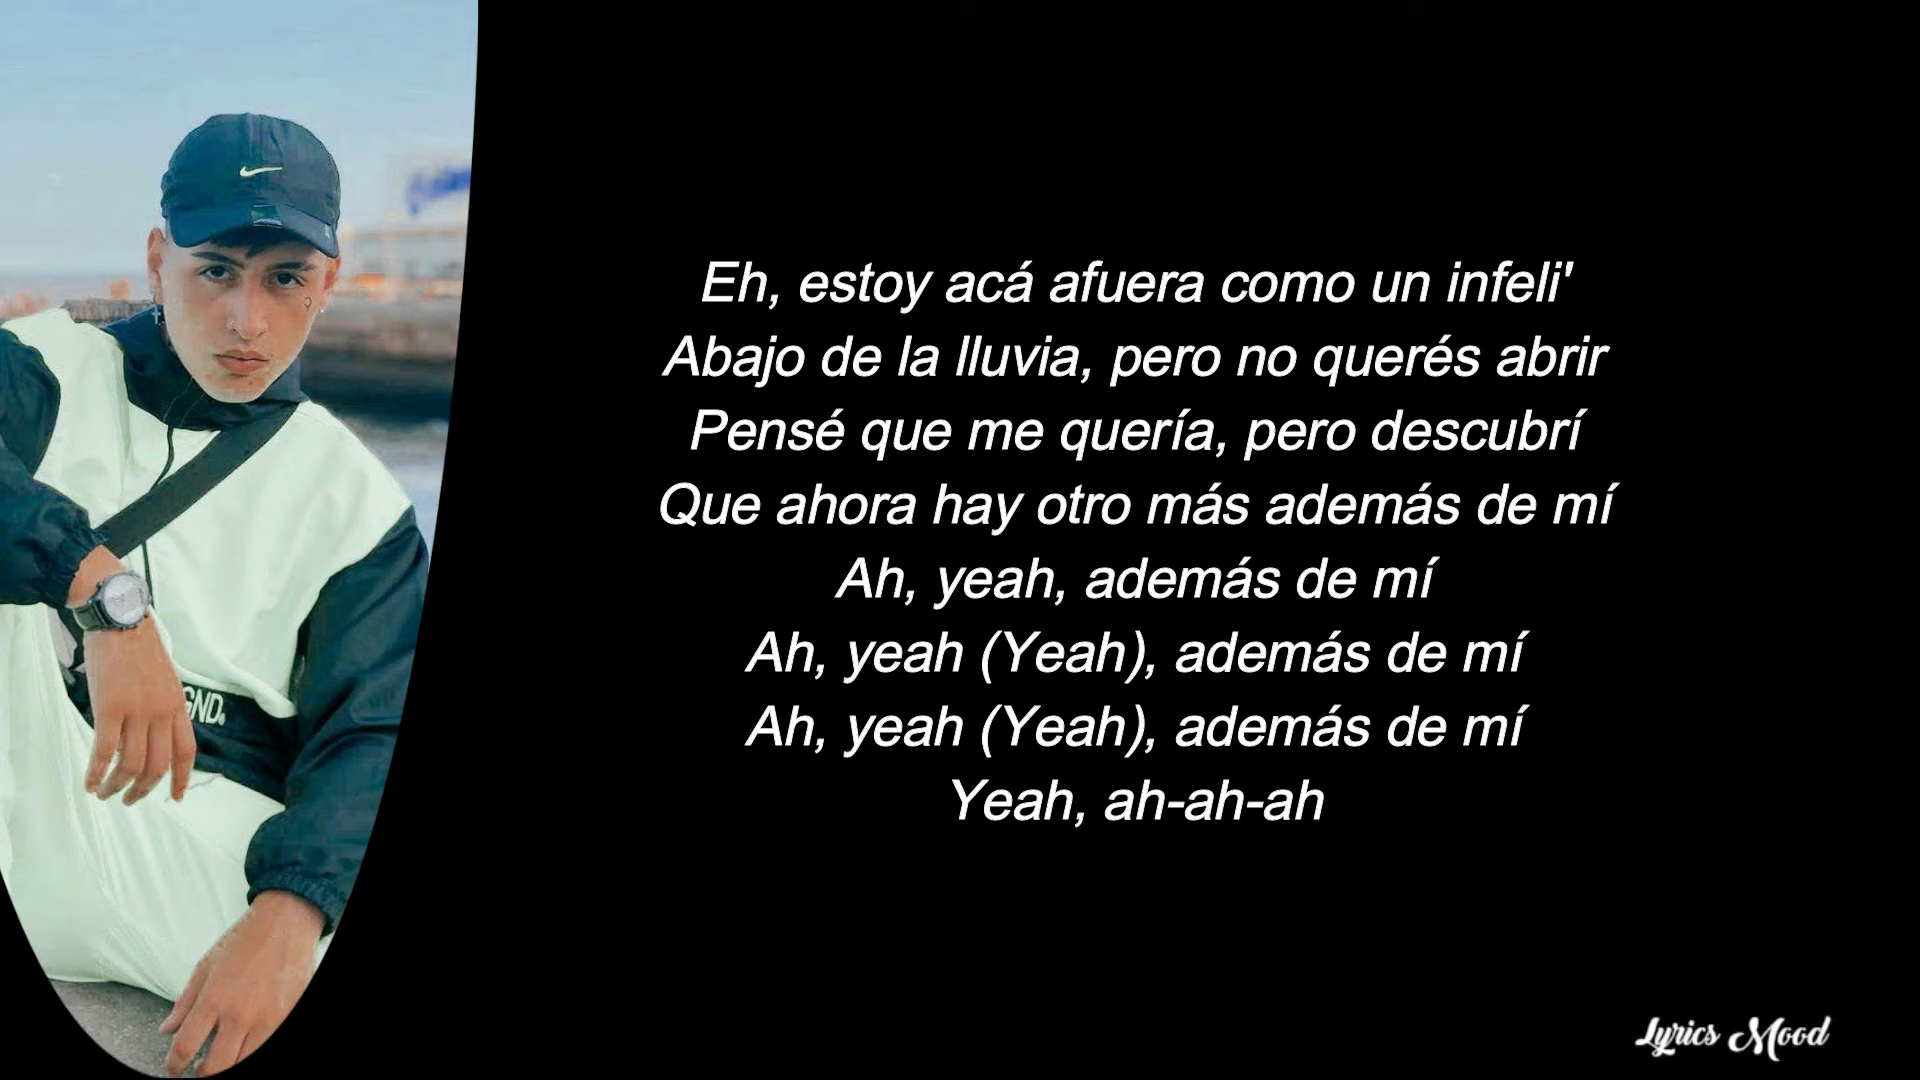 Eh, estoy acá afuera como un infeli'
Abajo de la lluvia, pero no querés abrir
Pensé que me quería, pero descubrí
Que ahora hay otro más además de mí
Ah, yeah, además de mí
Ah, yeah (Yeah), además de mí
Ah, yeah (Yeah), además de mí
Yeah, ah-ah-ah
GND.
Lyrics Mood